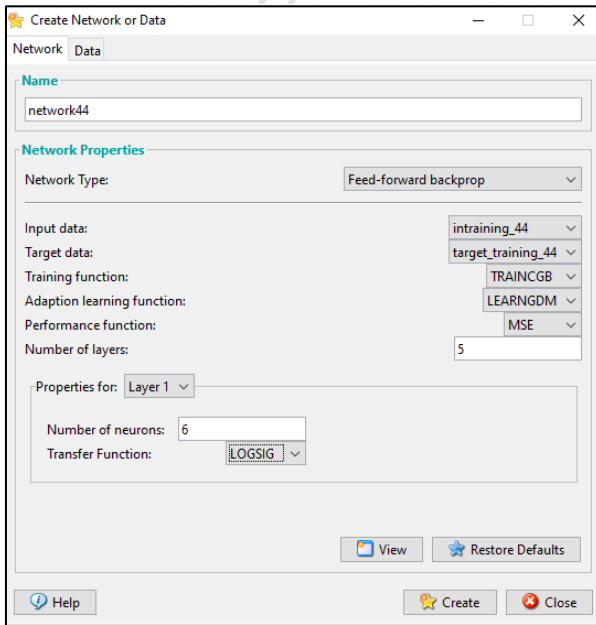 Create Network or Data
Network Data
Name
network44
Network Properties
Network Type: Feed-forward backprop
Input data: intraining_44
Target data: target_training_44
Training function: TRAINCGB
Adaption learning function: LEARNGDM
Performance function: MSE
Number of layers: 5
Properties for: Layer 1
Number of neurons: 6
Transfer Function: LOGSIG
View Restore Defaults
Help Create Close